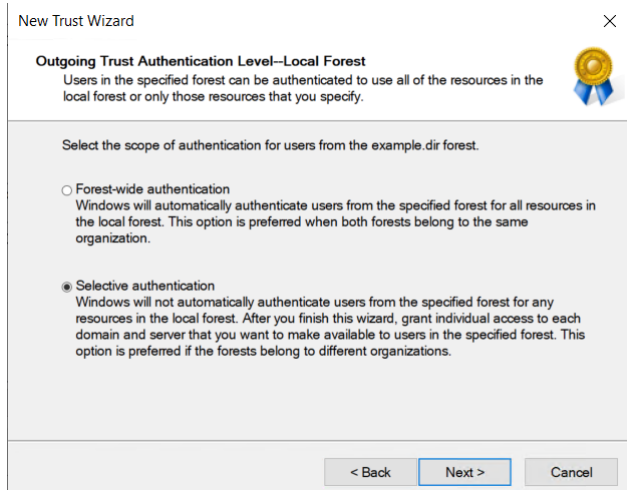 New Trust Wizard
Outgoing Trust Authentication Level--Local Forest
Users in the specified forest can be authenticated to use all of the resources in the
local forest or only those resources that you specify.
Select the scope of authentication for users from the example.dir forest.
Forest-wide authentication
Windows will automatically authenticate users from the specified forest for all resources in
the local forest. This option is preferred when both forests belong to the same
organization.
Selective authentication
Windows will not automatically authenticate users from the specified forest for any
resources in the local forest. After you finish this wizard, grant individual access to each
domain and server that you want to make available to users in the specified forest. This
option is preferred if the forests belong to different organizations.
< Back Next > Cancel